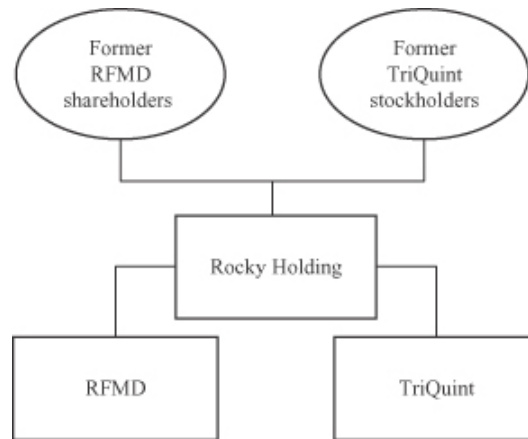 Former
RFMD
shareholders
Former
TriQuint
stockholders
Rocky Holding
RFMD
TriQuint